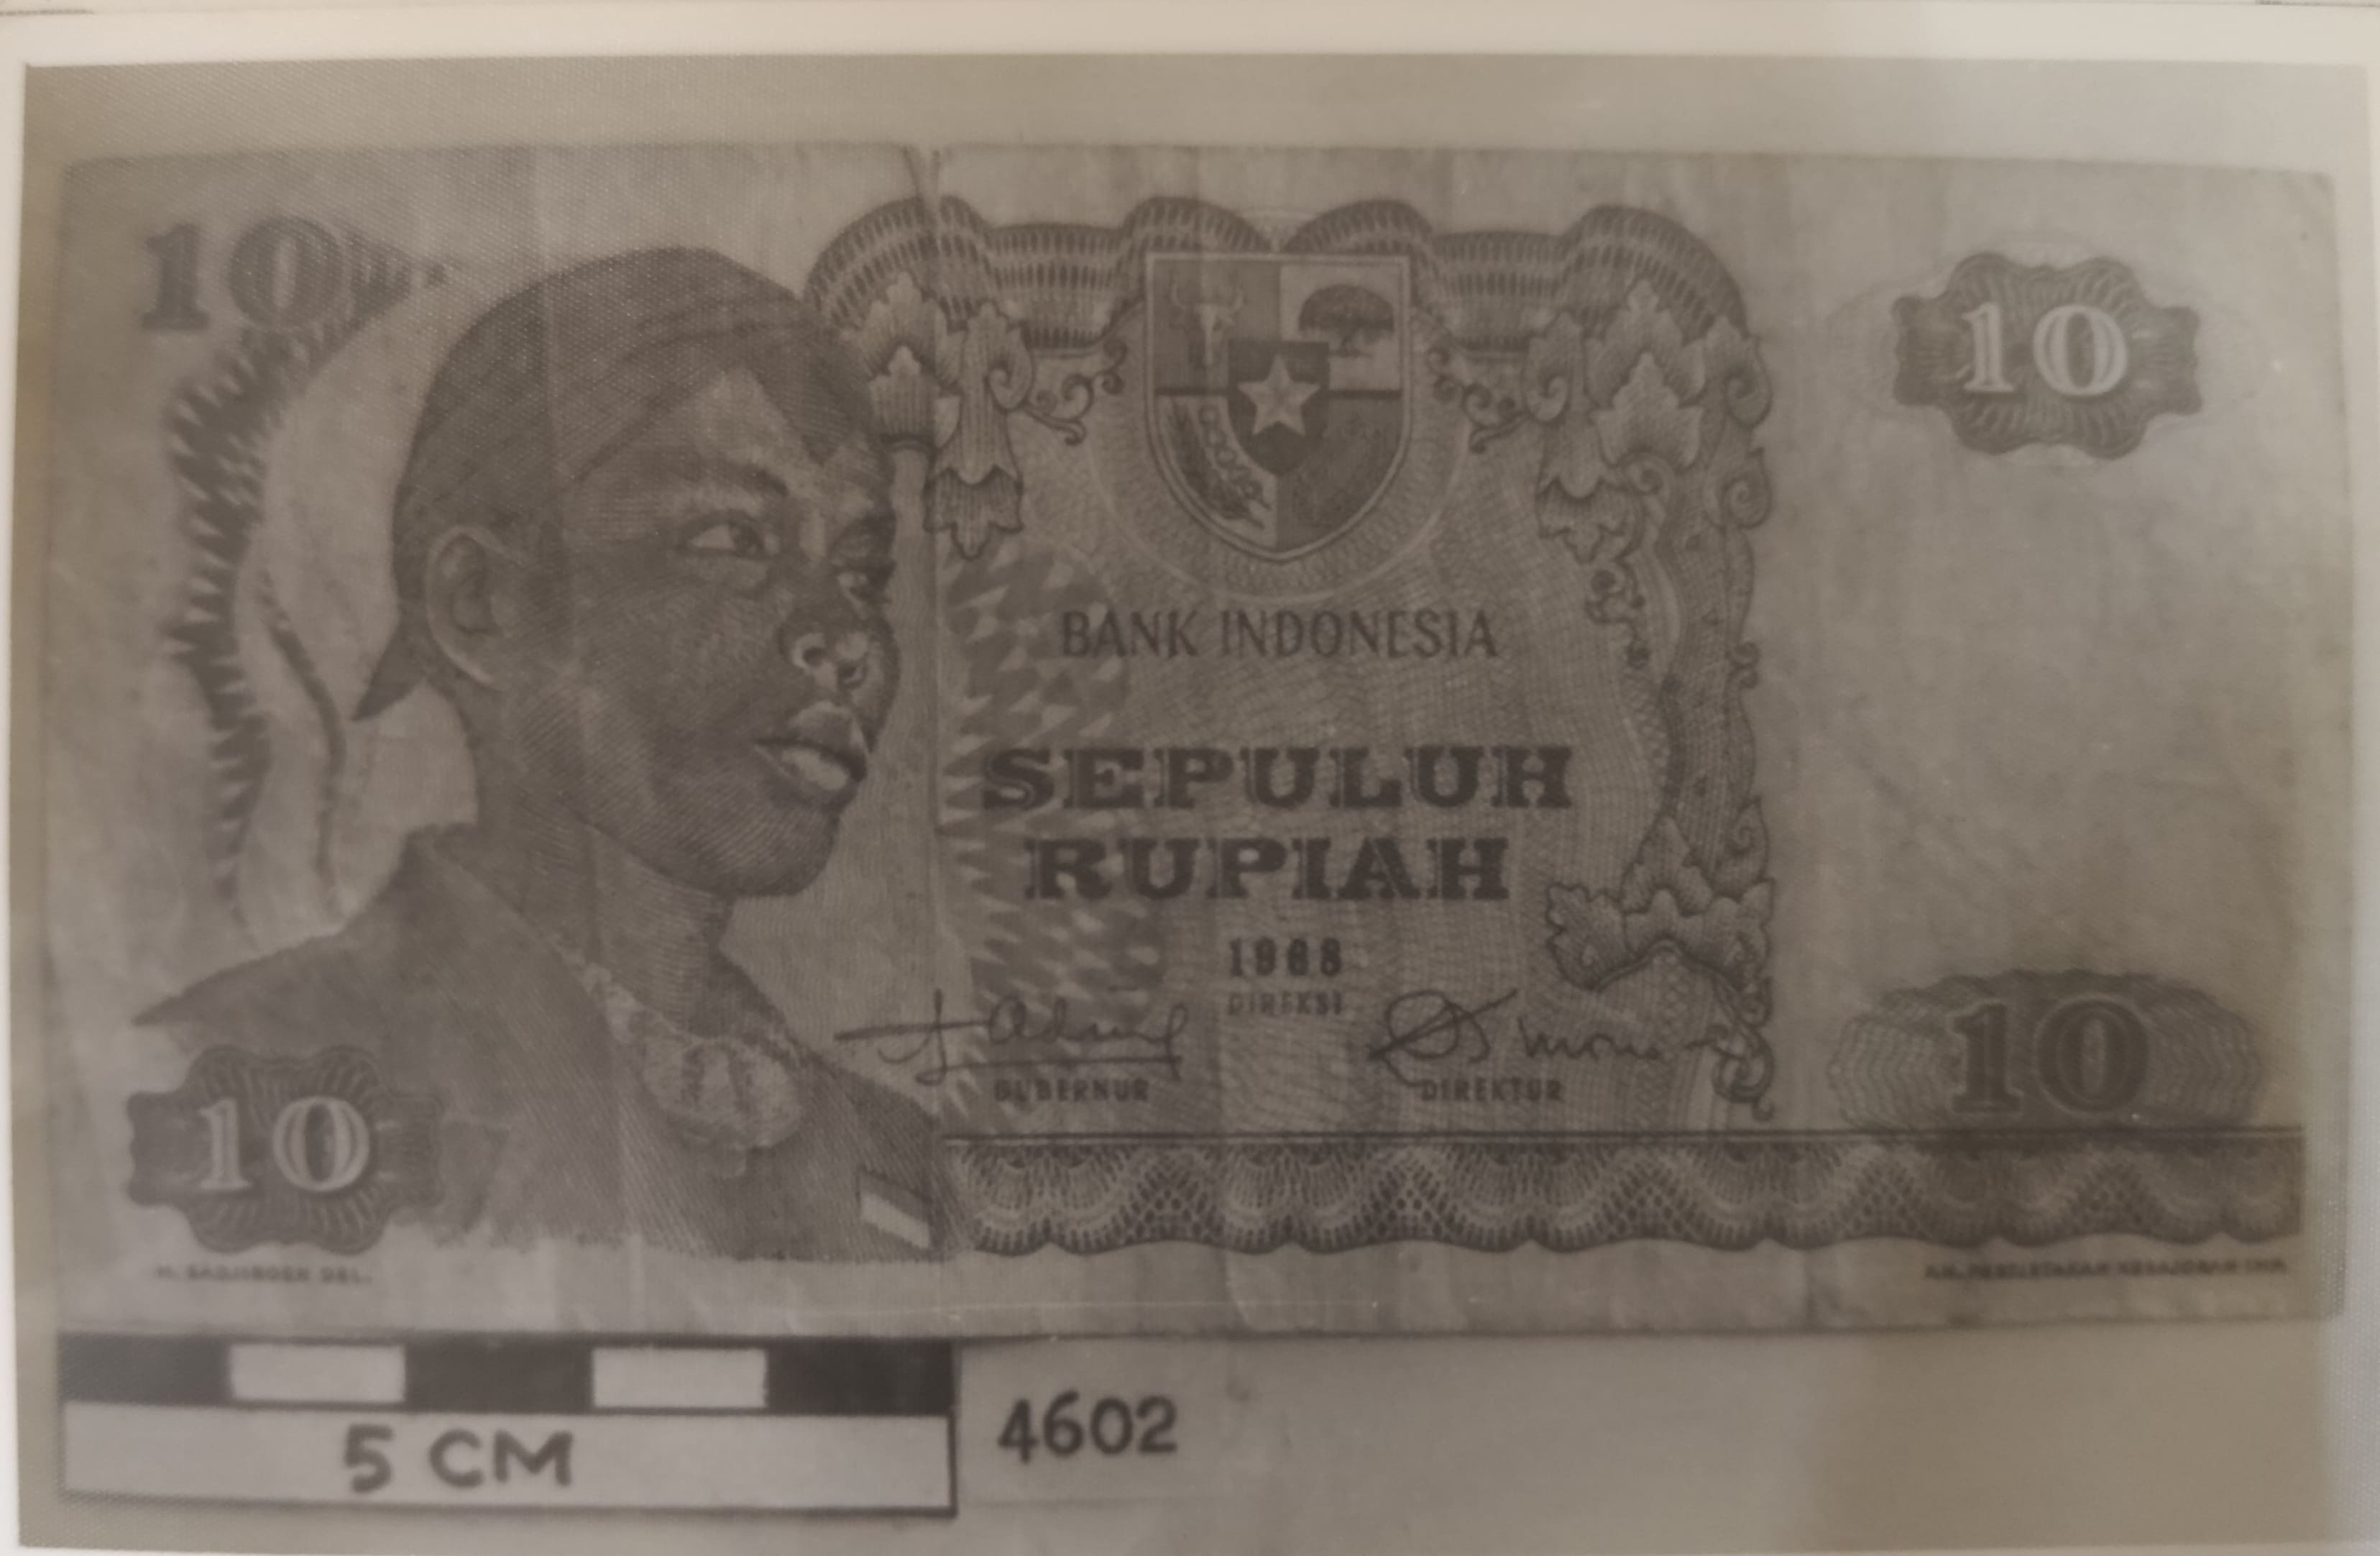 10
10
BANK INDONESIA
SEPULUH
RUPIAH
1968
DIREKSI
GUBERNUR
DIREKTUR
10
10
5 CM
4602